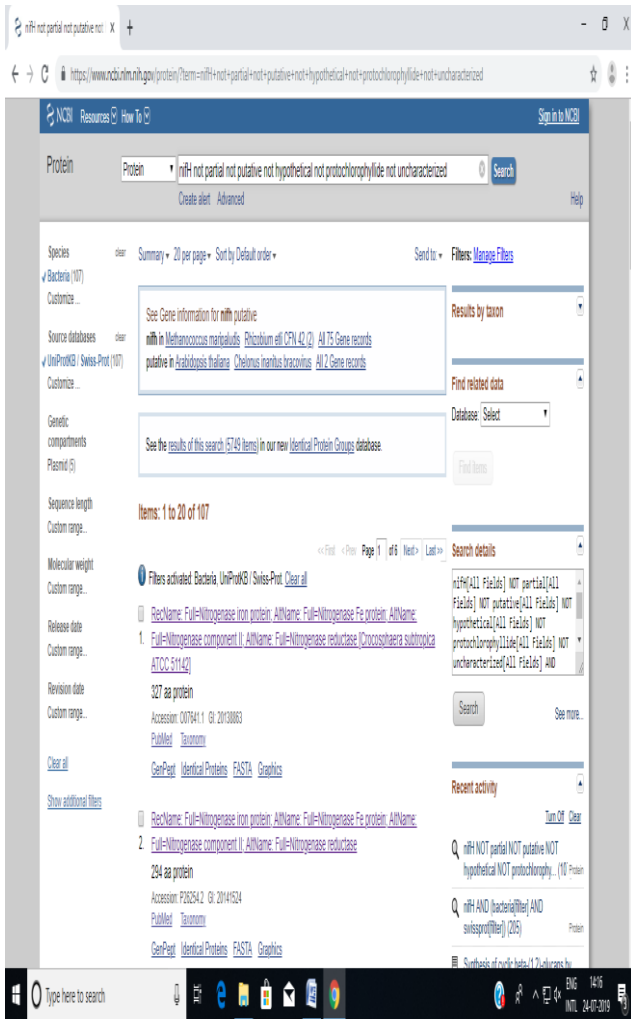 nifH not partial not putative not
https://www.ncbi.nlm.nih.gov/protein/?term=nifH+not+partial+not+putative+not+hypothetical+not+protochlorophyllide+not+uncharacterized
NCBI Resources How To Sign in to NCBI
Protein Protein nifH not partial not putative not hypothetical not protochlorophyllide not uncharacterized Search
Create alert Advanced Help
Species clear
Bacteria (107)
Customize ...
Source databases clear
UniProtKB / Swiss-Prot (107)
Customize ...
Genetic
compartments
Plasmid (5)
Sequence length
Custom range...
Molecular weight
Custom range...
Release date
Custom range...
Revision date
Custom range...
Clear all
Show additional filters
Summary 20 per page Sort by Default order Send to:
See Gene information for nifh putative
nifh in Methanococcus maripaludis Rhizobium etli CFN 42 (2) All 75 Gene records
putative in Arabidopsis thaliana Chelonus inanitus bracovirus All 2 Gene records
See the results of this search (5749 items) in our new Identical Protein Groups database.
Items: 1 to 20 of 107
<< First < Prev Page 1 of 6 Next > Last >>
Filters activated: Bacteria, UniProtKB / Swiss-Prot. Clear all
RecName: Full=Nitrogenase iron protein; AltName: Full=Nitrogenase Fe protein; AltName:
1. Full=Nitrogenase component II; AltName: Full=Nitrogenase reductase [Crocosphaera subtropica
ATCC 51142]
327 aa protein
Accession: O07641.1 GI: 20138863
PubMed Taxonomy
GenPept Identical Proteins FASTA Graphics
RecName: Full=Nitrogenase iron protein; AltName: Full=Nitrogenase Fe protein; AltName:
2. Full=Nitrogenase component II; AltName: Full=Nitrogenase reductase
294 aa protein
Accession: P26254.2 GI: 20141524
PubMed Taxonomy
GenPept Identical Proteins FASTA Graphics
Filters: Manage Filters
Results by taxon
Find related data
Database: Select
Find items
Search details
nifH[All Fields] NOT partial[All
Fields] NOT putative[All Fields] NOT
hypothetical[All Fields] NOT
protochlorophyllide[All Fields] NOT
uncharacterized[All Fields] AND
Search See more...
Recent activity
Turn Off Clear
nifH NOT partial NOT putative NOT
hypothetical NOT protochlorophy... (10 Protein
nifH AND (bacteria[filter] AND
swissprot[filter]) (205) Protein
Synthesis of cyclic beta-(1,2)-glucans by
Type here to search
ENG 14:16
INTL 24-07-2019
3